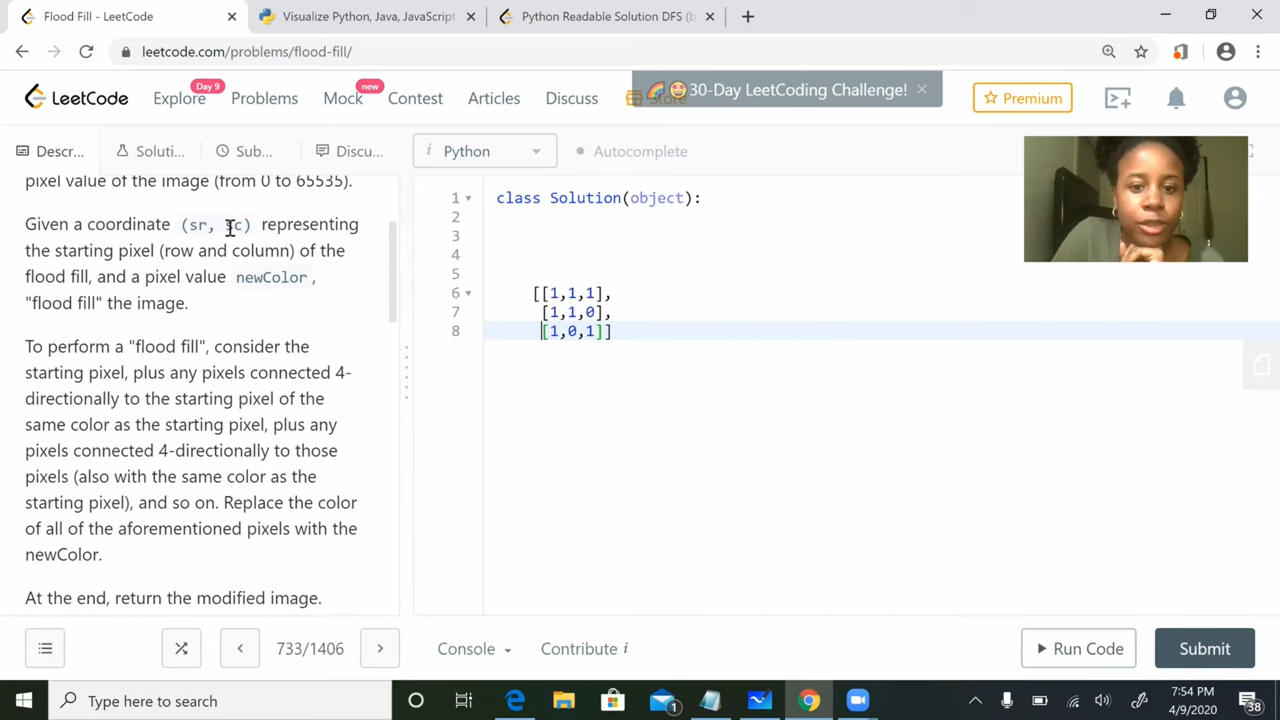 Flood Fill - LeetCode
Visualize Python, Java, JavaScript
Python Readable Solution DFS (b
leetcode.com/problems/flood-fill/
LeetCode
Explore
Day 9
Problems
Mock
new
Contest
Articles
Discuss
Store
30-Day LeetCoding Challenge!
Premium
Descr...
Soluti...
Sub...
Discu...
i Python
Autocomplete
pixel value of the image (from 0 to 65535).
Given a coordinate (sr, sc) representing
the starting pixel (row and column) of the
flood fill, and a pixel value newColor,
"flood fill" the image.
To perform a "flood fill", consider the
starting pixel, plus any pixels connected 4-
directionally to the starting pixel of the
same color as the starting pixel, plus any
pixels connected 4-directionally to those
pixels (also with the same color as the
starting pixel), and so on. Replace the color
of all of the aforementioned pixels with the
newColor.
At the end, return the modified image.
1 class Solution(object):
2
3
4
5
6 [[1,1,1],
7 [1,1,0],
8 [1,0,1]]
733/1406
Console
Contribute i
Run Code
Submit
Type here to search
1
7:54 PM
4/9/2020
38